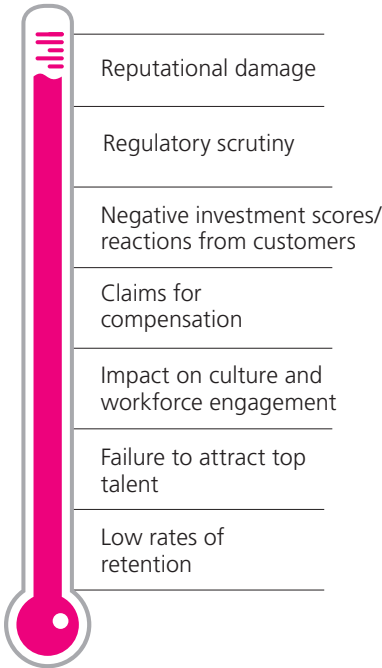 Reputational damage
Regulatory scrutiny
Negative investment scores/
reactions from customers
Claims for
compensation
Impact on culture and
workforce engagement
Failure to attract top
talent
Low rates of
retention